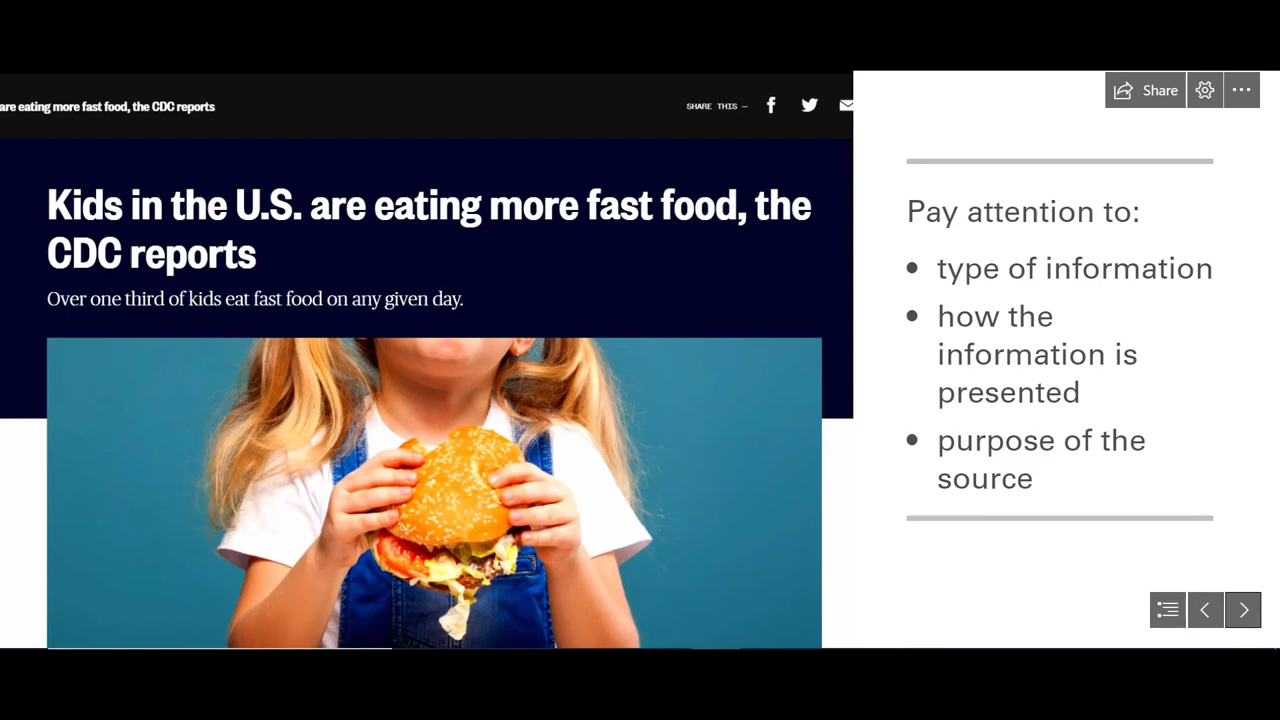 are eating more fast food, the CDC reports
SHARE THIS —
Share
Kids in the U.S. are eating more fast food, the
CDC reports
Over one third of kids eat fast food on any given day.
Pay attention to:
• type of information
• how the
information is
presented
• purpose of the
source